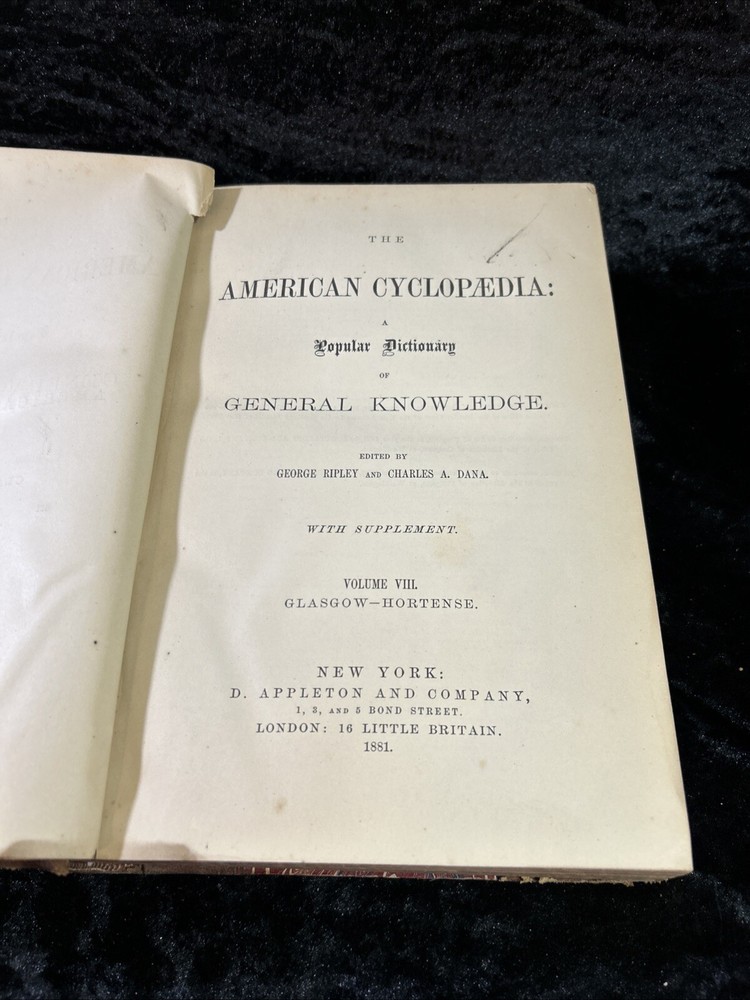 THE
AMERICAN CYCLOPÆDIA:
A
Popular Dictionary
OF
GENERAL KNOWLEDGE.
EDITED BY
GEORGE RIPLEY AND CHARLES A. DANA.
WITH SUPPLEMENT.
VOLUME VIII.
GLASGOW—HORTENSE.
NEW YORK:
D. APPLETON AND COMPANY,
1, 3, AND 5 BOND STREET.
LONDON: 16 LITTLE BRITAIN.
1881.